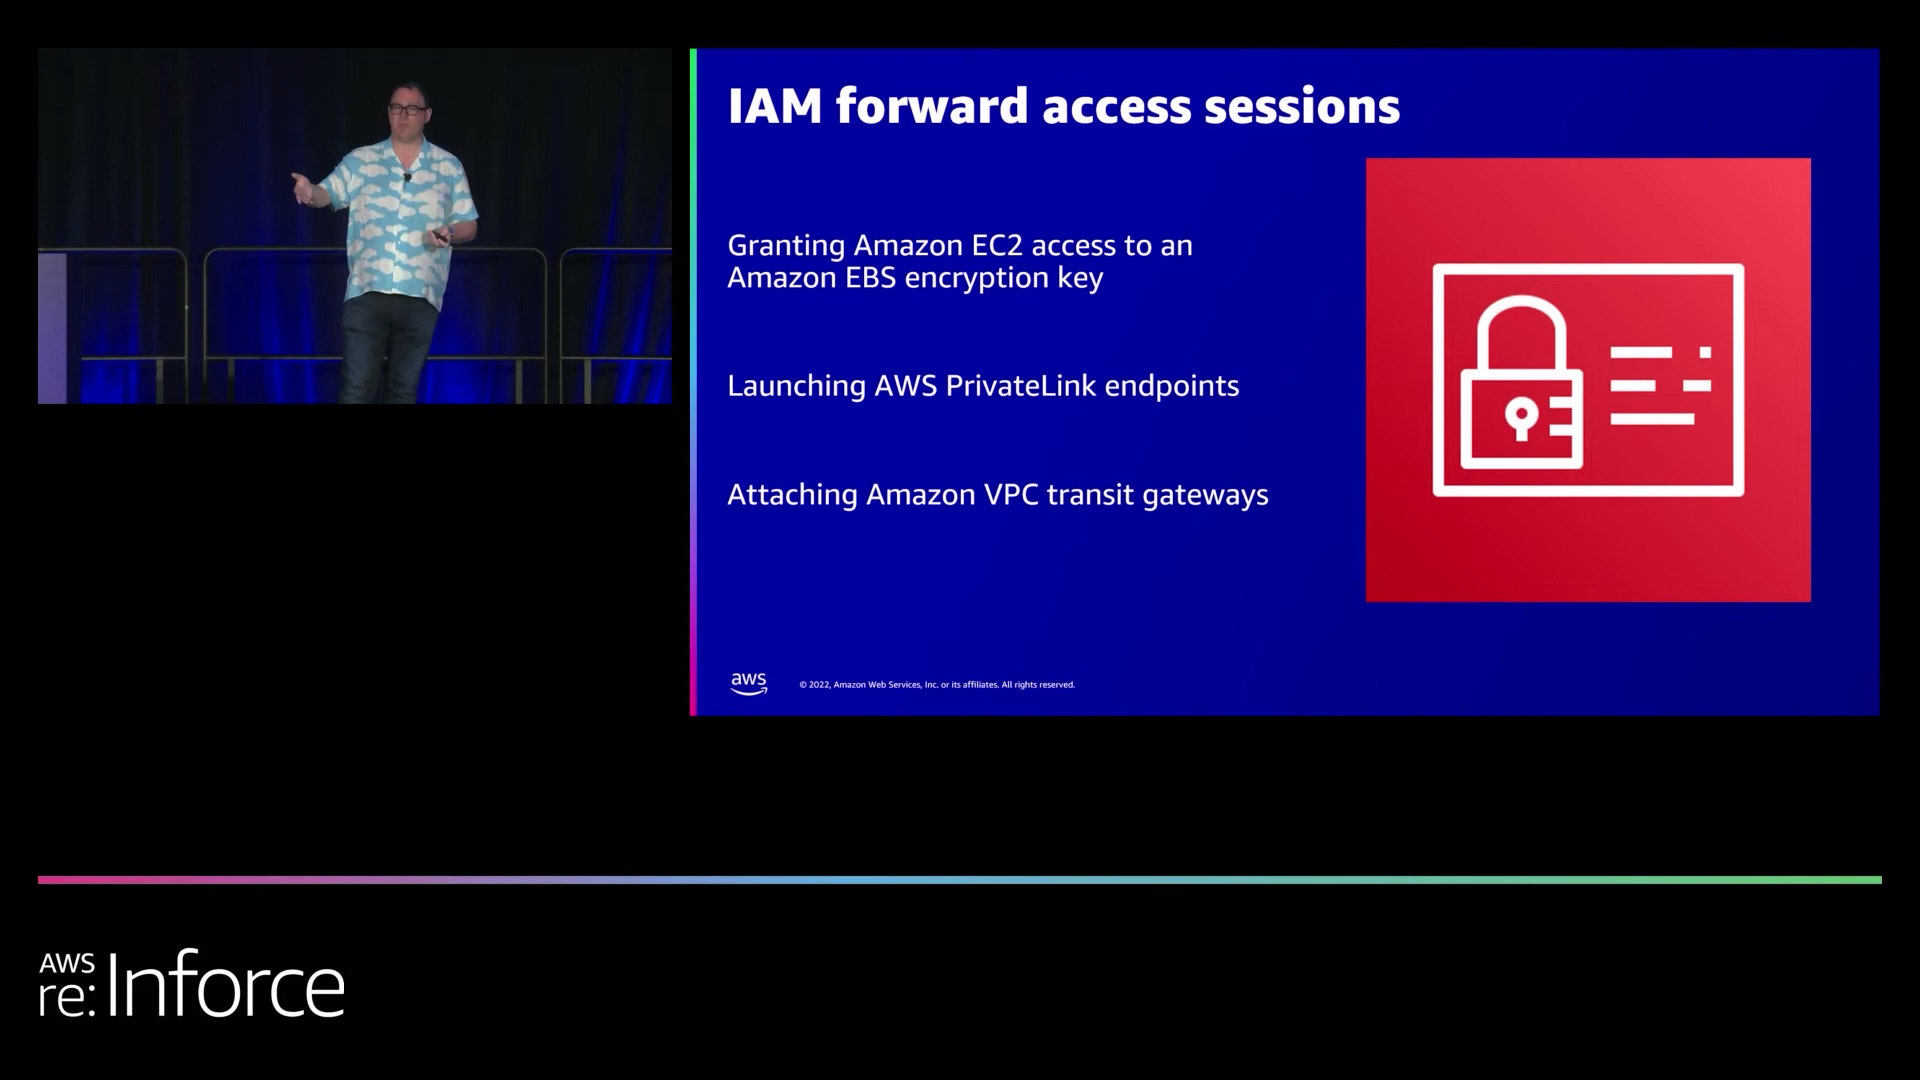 IAM forward access sessions
Granting Amazon EC2 access to an
Amazon EBS encryption key
Launching AWS PrivateLink endpoints
Attaching Amazon VPC transit gateways
aws
© 2022, Amazon Web Services, Inc. or its affiliates. All rights reserved.
AWS
re:Inforce